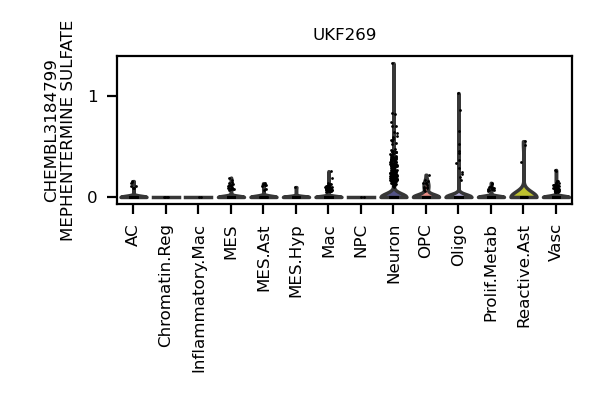 UKF269
CHEMBL3184799
MEPHENTERMINE SULFATE
1
0
AC
Chromatin.Reg
Inflammatory.Mac
MES
MES.Ast
MES.Hyp
Mac
NPC
Neuron
OPC
Oligo
Prolif.Metab
Reactive.Ast
Vasc